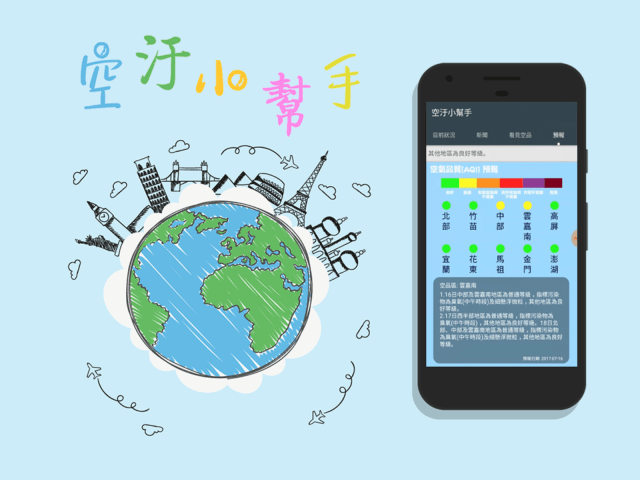 空汙小幫手
空汙小幫手
目前狀況 新聞 看見空品 預報
其他地區為良好等級。
空氣品質(AQI) 預報
北部 竹苗 中部 雲嘉南 高屏
宜蘭 花東 馬祖 金門 澎湖
空品區: 雲嘉南
1.16日中部及雲嘉南地區為普通等級，指標污染物為臭氧(中午時段)及細懸浮微粒，其他地區為良好等級。
2.17日西半部地區為普通等級，指標污染物為臭氧(中午時段)，其他地區為良好等級。18日北部、中部及雲嘉南地區為普通等級，指標污染物為臭氧(中午時段)及細懸浮微粒，其他地區為良好等級。